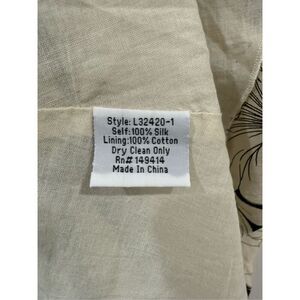 Style: L32420-1
Self:100% Silk
Lining:100% Cotton
Dry Clean Only
Rn# 149414
Made In China